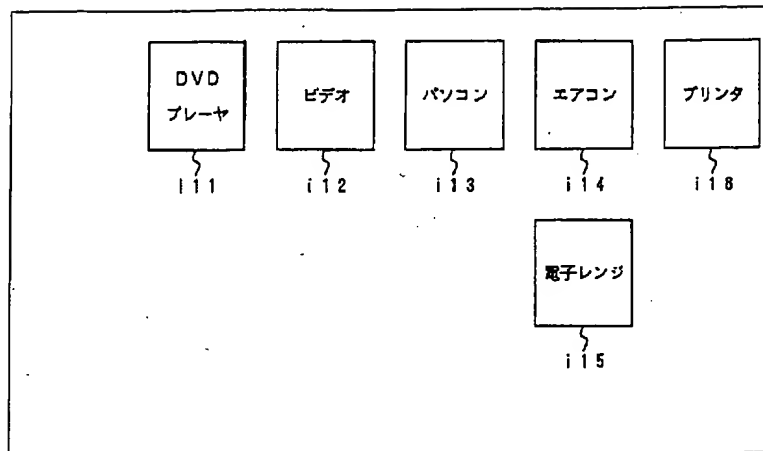 DVD
プレーヤ
ビデオ
パソコン
エアコン
プリンタ
i11
i12
i13
i14
i18
電子レンジ
i15